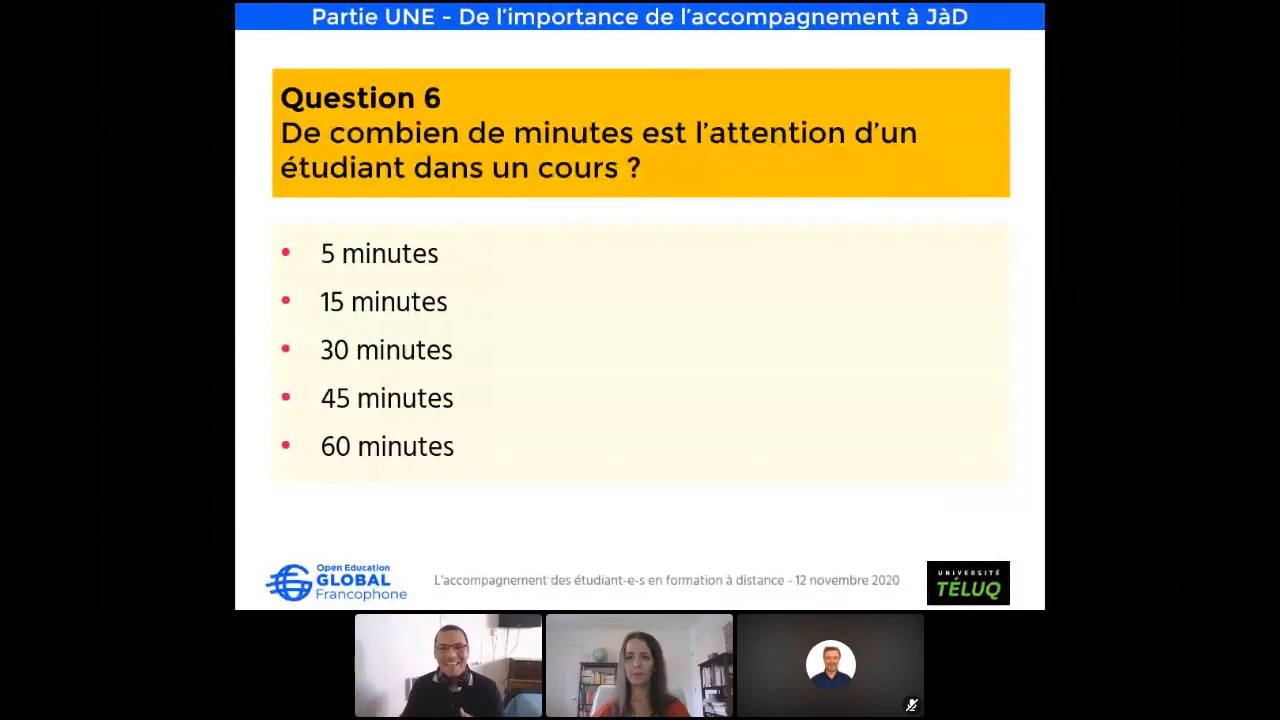 Partie UNE - De l'importance de l'accompagnement à JàD
Question 6
De combien de minutes est l'attention d'un
étudiant dans un cours ?
• 5 minutes
• 15 minutes
• 30 minutes
• 45 minutes
• 60 minutes
Open Education
GLOBAL
Francophone
L'accompagnement des étudiant-e-s en formation à distance - 12 novembre 2020
UNIVERSITÉ
TÉLUQ